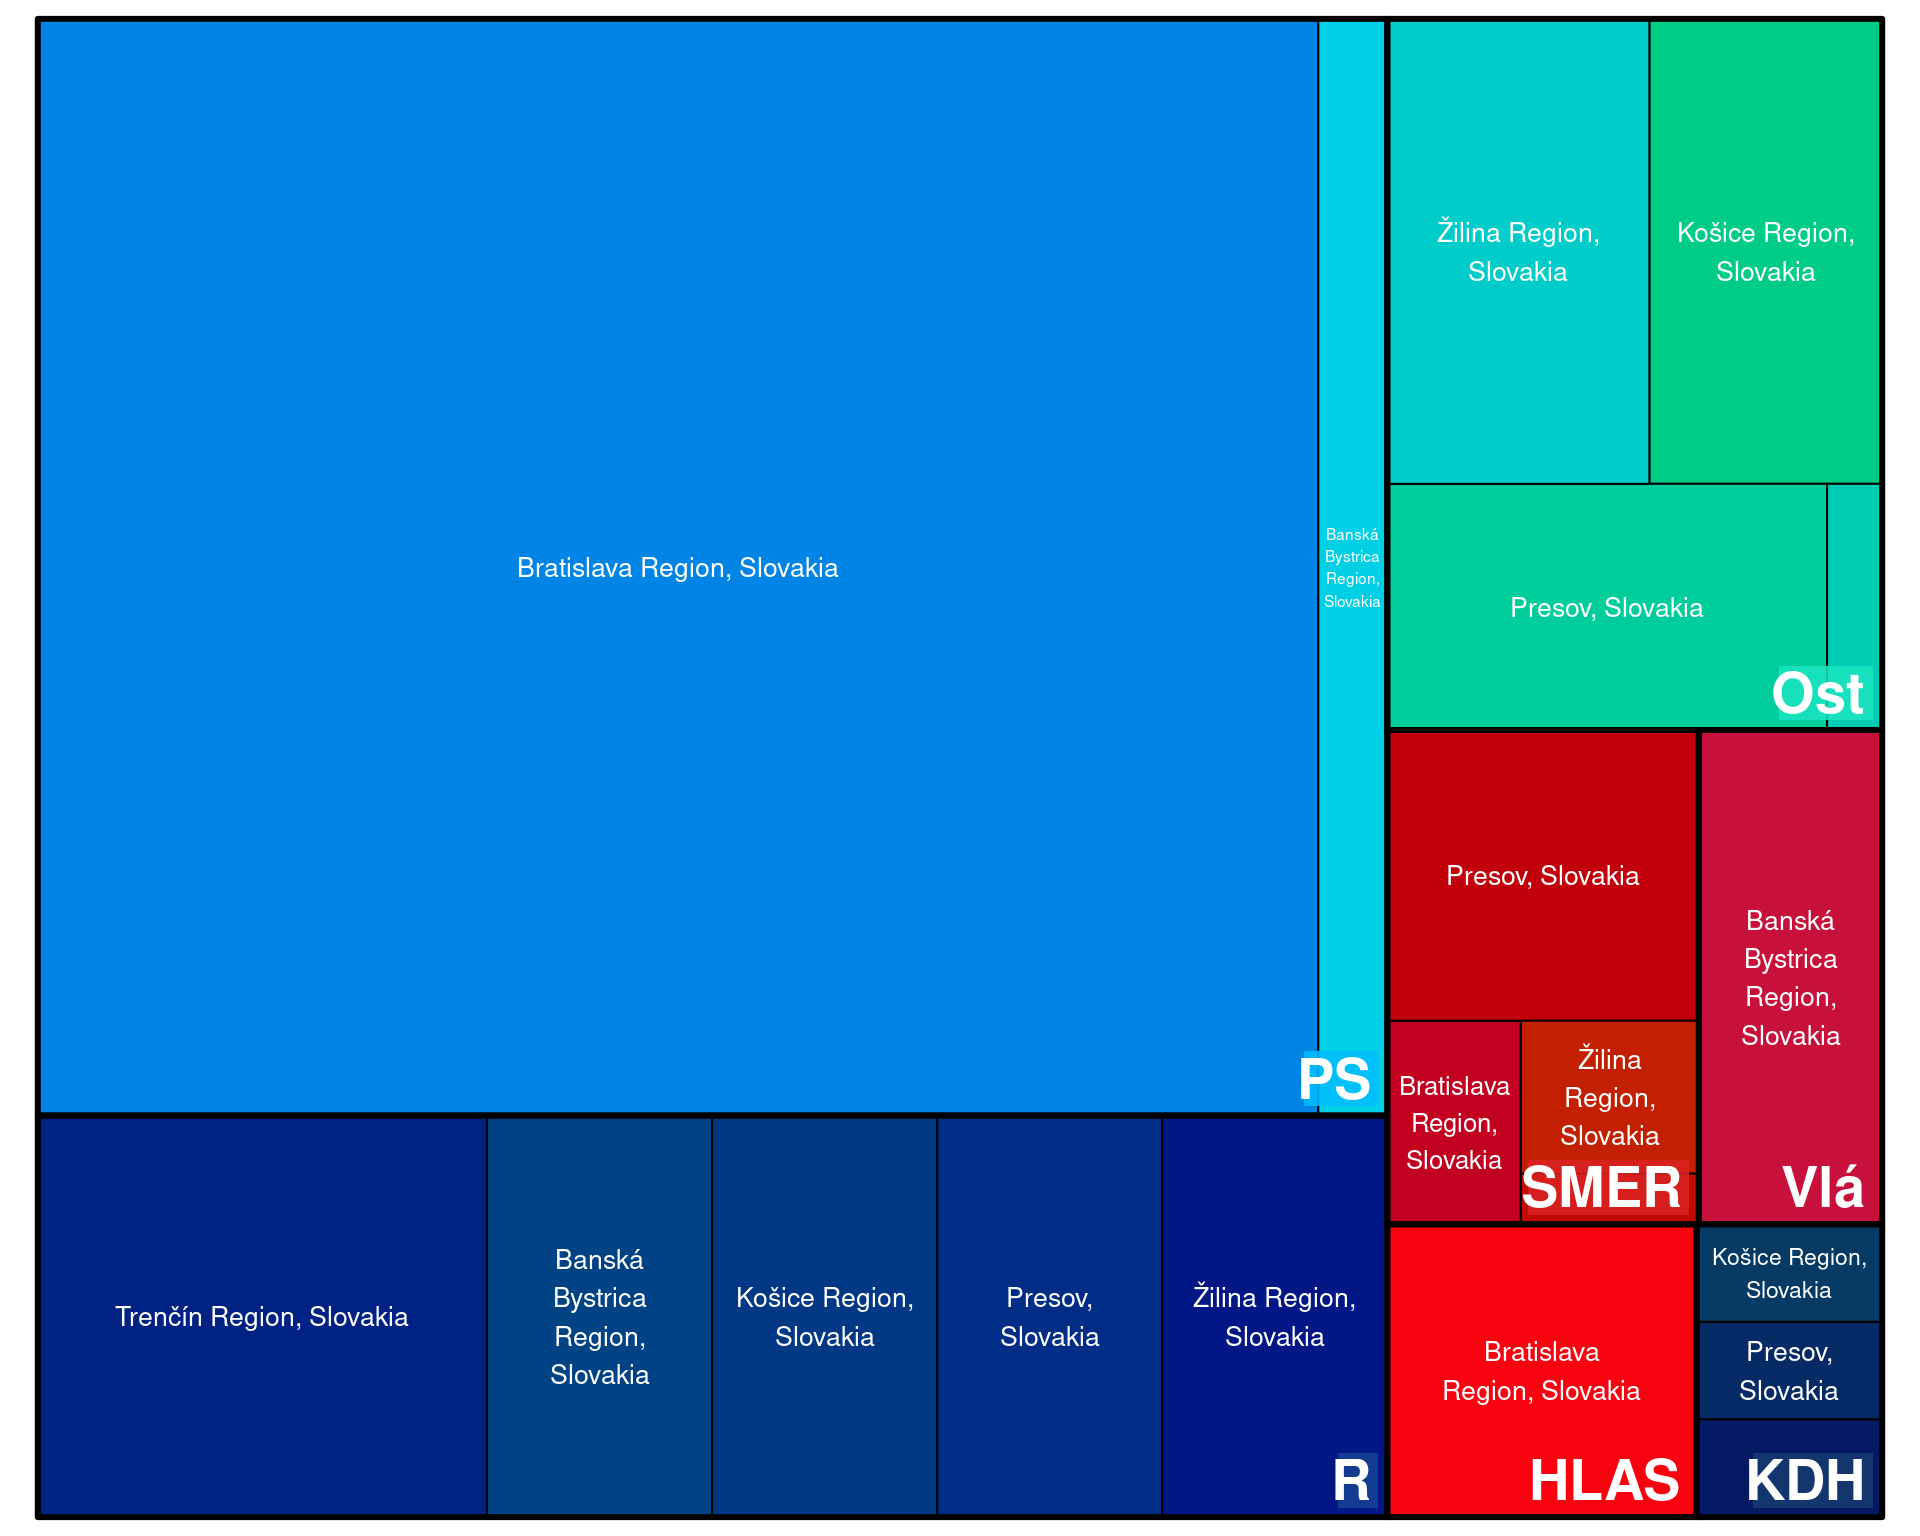 Bratislava Region, Slovakia
Banská
Bystrica
Region,
Slovakia
PS
Žilina Region,
Slovakia
Košice Region,
Slovakia
Presov, Slovakia
Ost
Presov, Slovakia
Bratislava
Region,
Slovakia
Žilina
Region,
Slovakia
SMER
Banská
Bystrica
Region,
Slovakia
Vlá
Trenčín Region, Slovakia
Banská
Bystrica
Region,
Slovakia
Košice Region,
Slovakia
Presov,
Slovakia
Žilina Region,
Slovakia
R
Bratislava
Region, Slovakia
HLAS
Košice Region,
Slovakia
Presov,
Slovakia
KDH